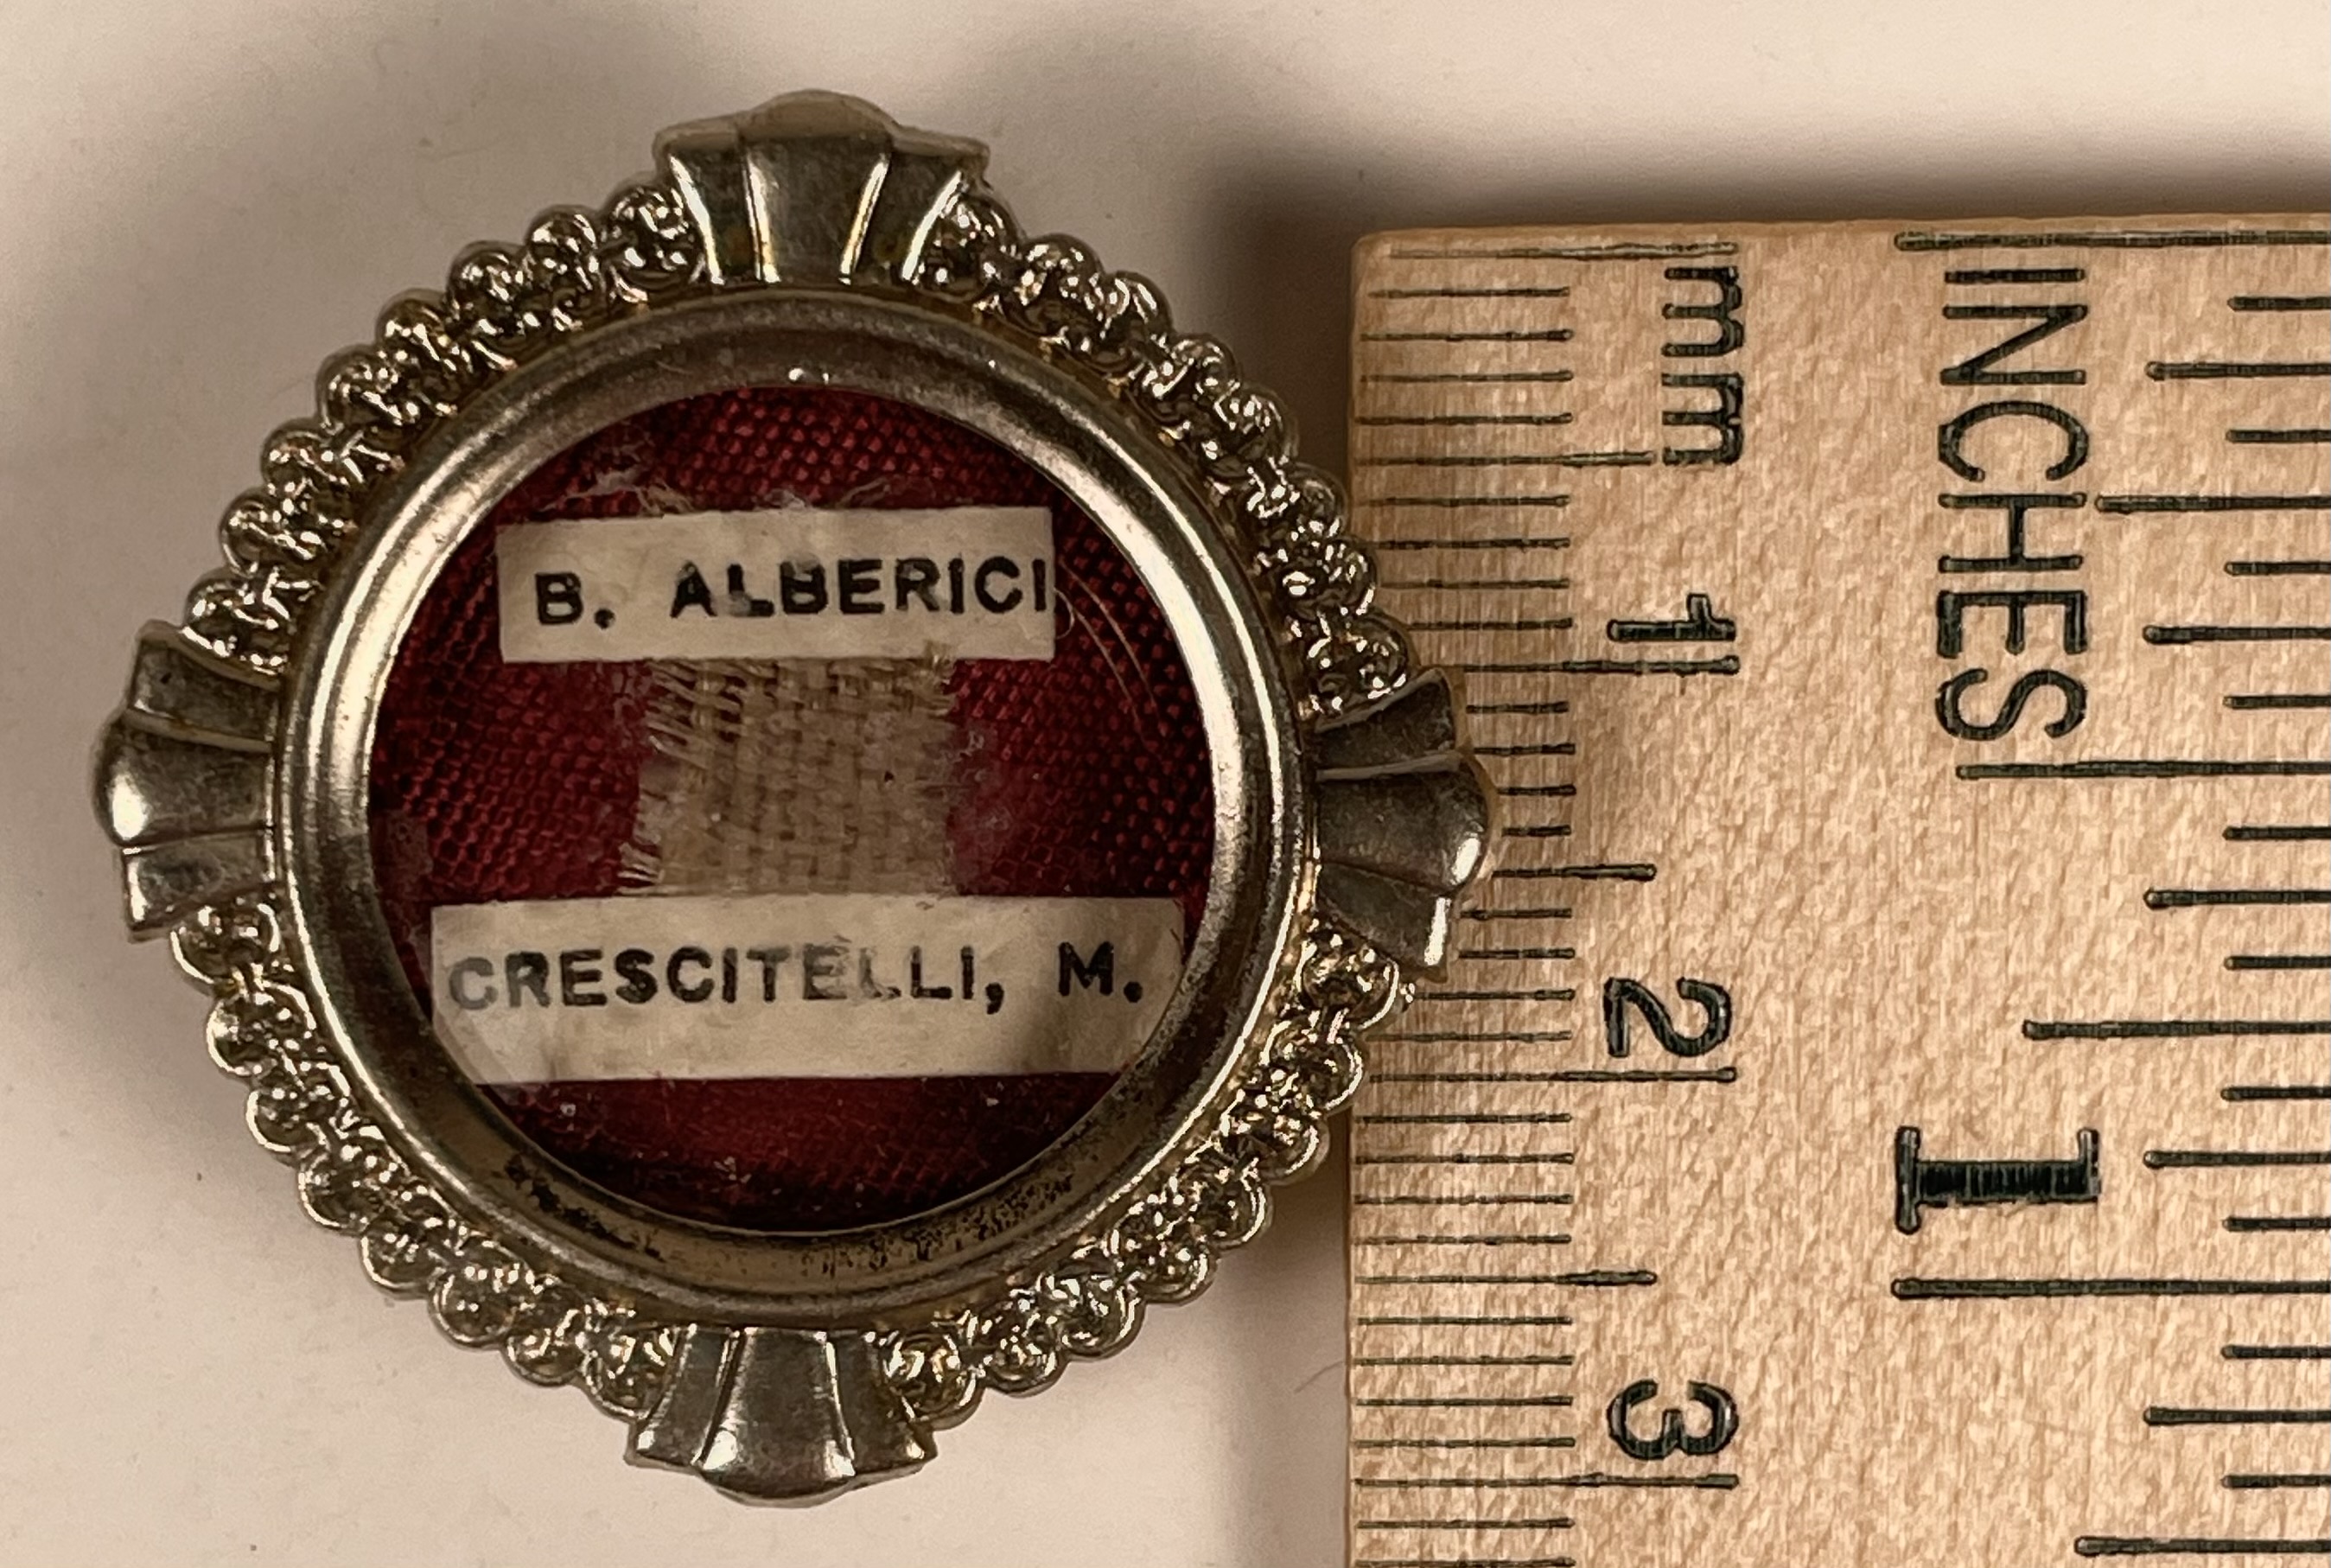 B. ALBERICI
CRESCITELLI, M.
mm
1
2
3
INCHES
1